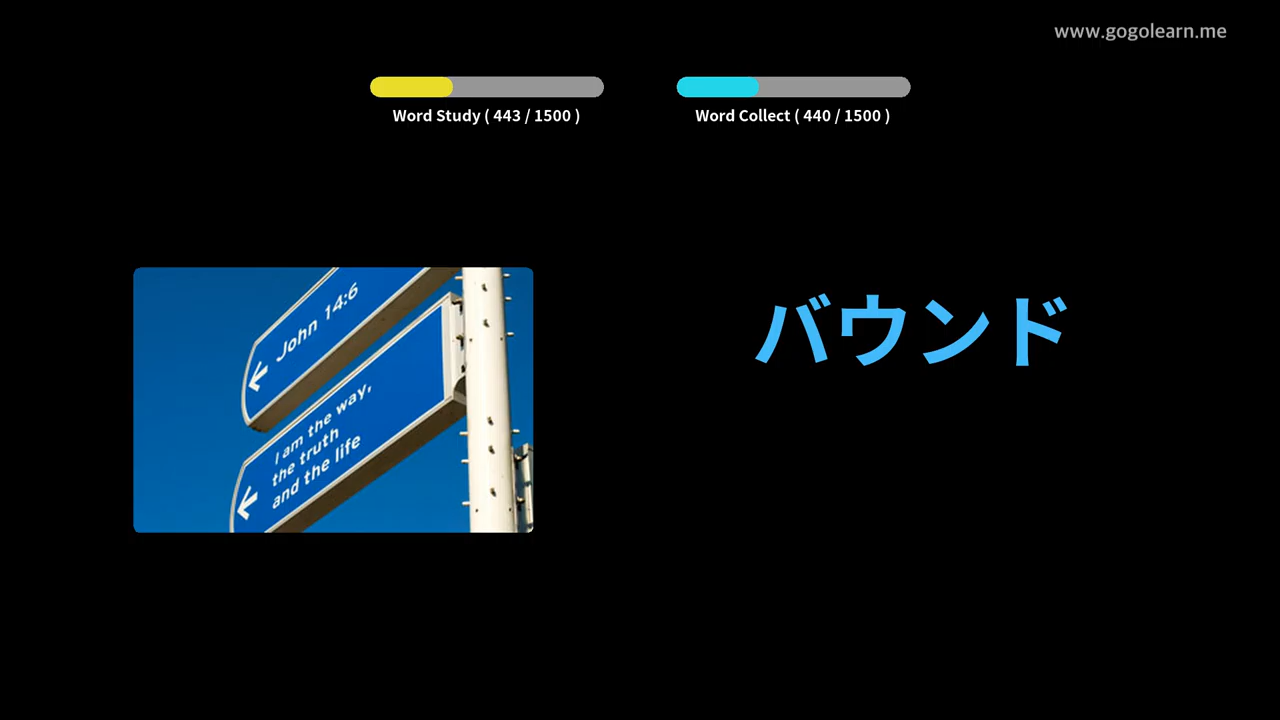 www.gogolearn.me
Word Study ( 443 / 1500 )
Word Collect ( 440 / 1500 )
John 14:6
I am the way,
the truth
and the life
バウンド